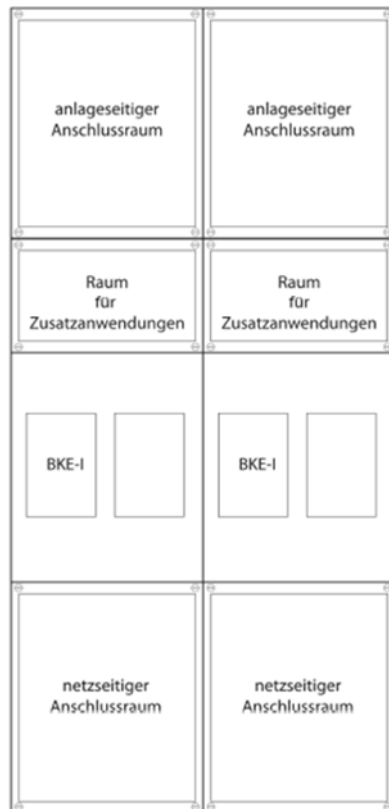 anlageseitiger
Anschlussraum
anlageseitiger
Anschlussraum
Raum
für
Zusatzanwendungen
Raum
für
Zusatzanwendungen
BKE-I
BKE-I
netzseitiger
Anschlussraum
netzseitiger
Anschlussraum